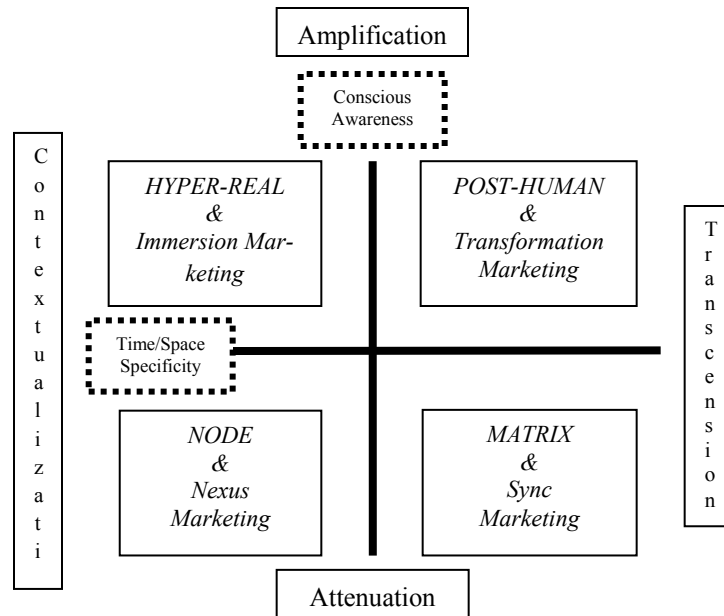 Amplification
Conscious
Awareness
C
o
n
t
e
x
t
u
a
l
i
z
a
t
i
HYPER-REAL
&
Immersion Mar-
keting
POST-HUMAN
&
Transformation
Marketing
T
r
a
n
s
c
e
n
s
i
o
n
Time/Space
Specificity
NODE
&
Nexus
Marketing
MATRIX
&
Sync
Marketing
Attenuation